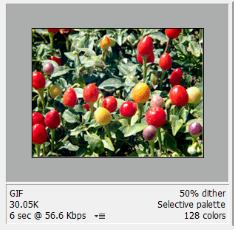 GIF 50% dither
30.05K Selective palette
6 sec @ 56.6 Kbps 128 colors